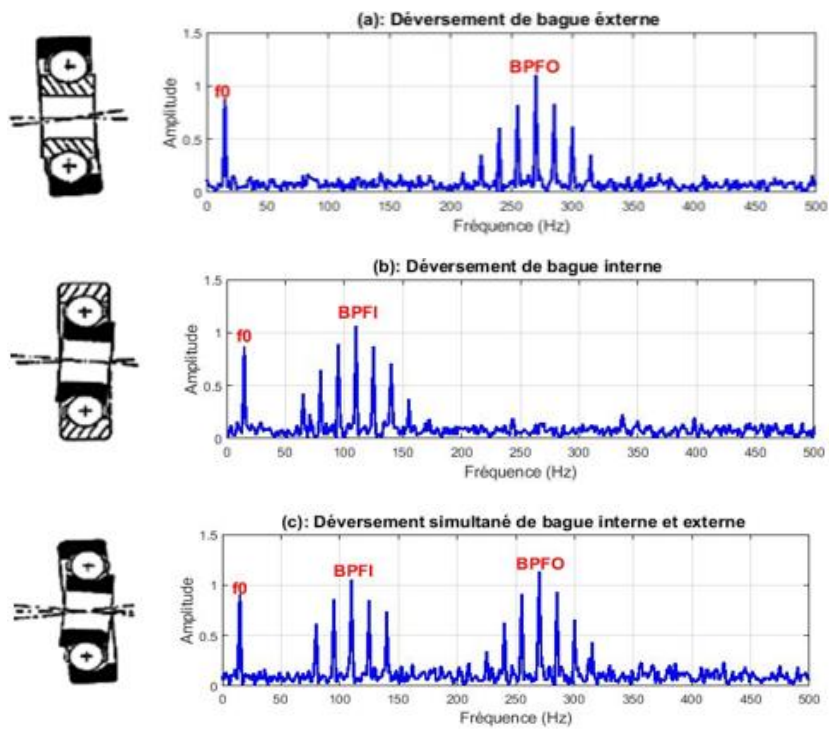 (a): Déversement de bague éxterne
1.5
1
0.5
0
Amplitude
f0
BPFO
0 50 100 150 200 250 300 350 400 450 500
Fréquence (Hz)
(b): Déversement de bague interne
1.5
1
0.5
0
Amplitude
f0
BPFI
0 50 100 150 200 250 300 350 400 450 500
Fréquence (Hz)
(c): Déversement simultané de bague interne et externe
1.5
1
0.5
0
Amplitude
f0
BPFI
BPFO
0 50 100 150 200 250 300 350 400 450 500
Fréquence (Hz)